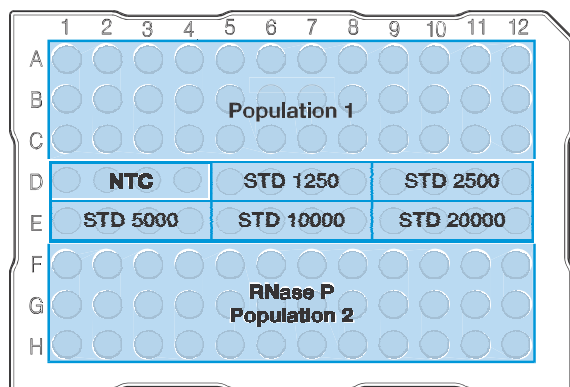 1 2 3 4 5 6 7 8 9 10 11 12
A
B
Population 1
C
D NTC STD 1250 STD 2500
E STD 5000 STD 10000 STD 20000
F
RNase P
G
Population 2
H